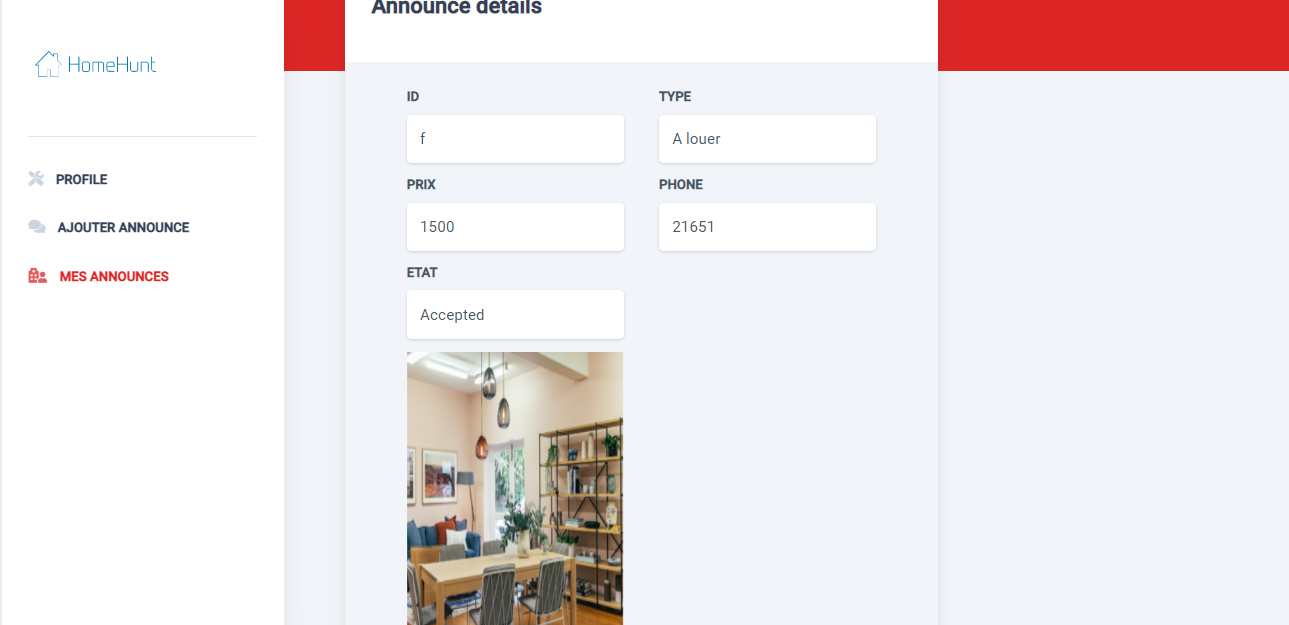 Announce details
HomeHunt
PROFILE
AJOUTER ANNOUNCE
MES ANNOUNCES
ID
TYPE
f
A louer
PRIX
PHONE
1500
21651
ETAT
Accepted